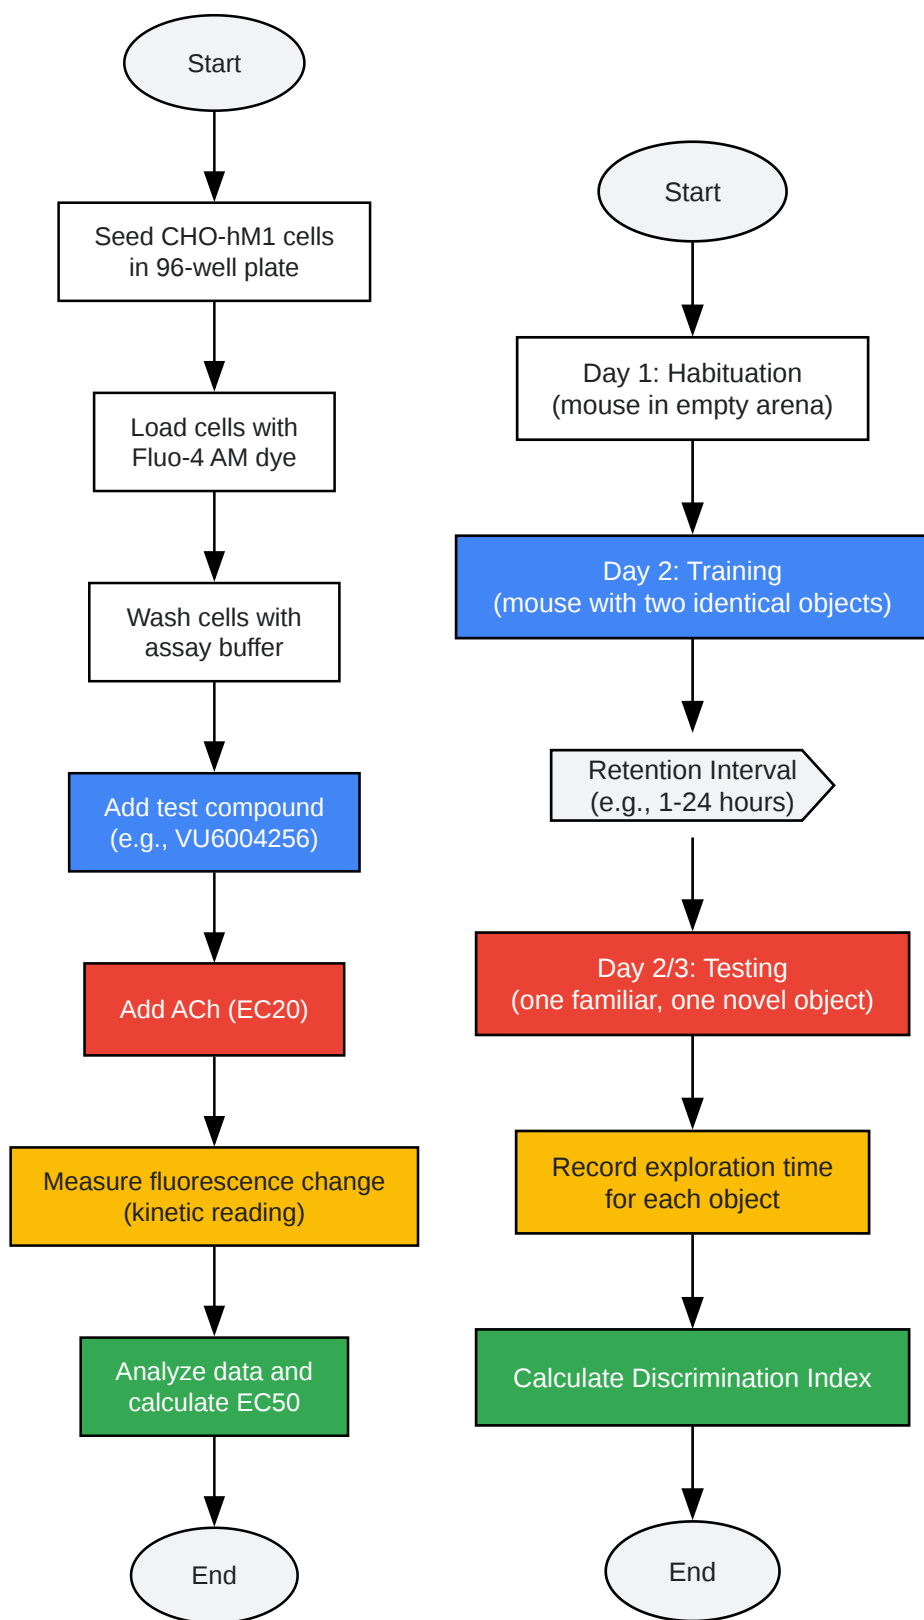 Start
Seed CHO-hM1 cells
in 96-well plate
Load cells with
Fluo-4 AM dye
Wash cells with
assay buffer
Add test compound
(e.g., VU6004256)
Add ACh (EC20)
Measure fluorescence change
(kinetic reading)
Analyze data and
calculate EC50
End
Start
Day 1: Habituation
(mouse in empty arena)
Day 2: Training
(mouse with two identical objects)
Retention Interval
(e.g., 1-24 hours)
Day 2/3: Testing
(one familiar, one novel object)
Record exploration time
for each object
Calculate Discrimination Index
End